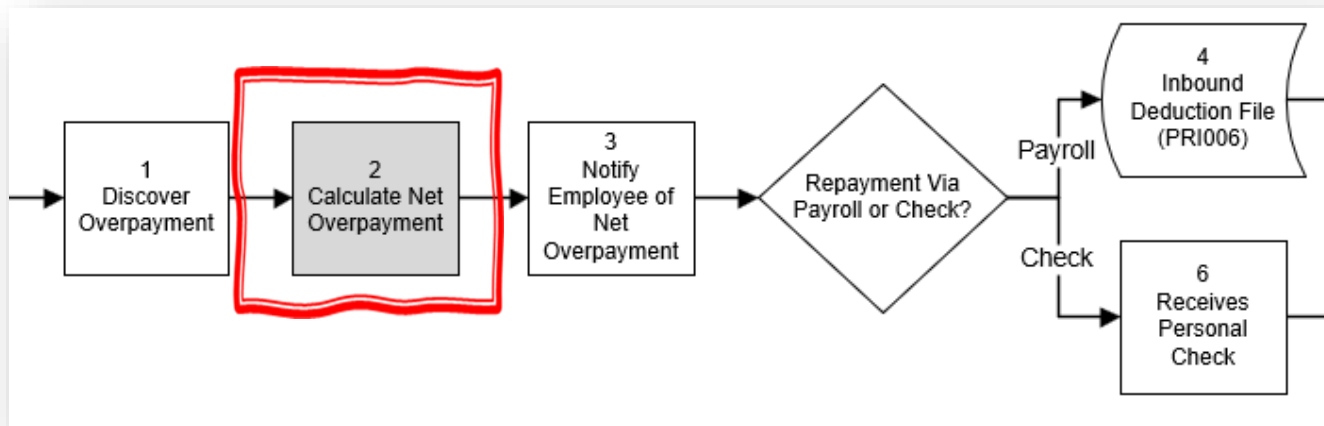 1
Discover
Overpayment
2
Calculate Net
Overpayment
3
Notify
Employee of
Net
Overpayment
Repayment Via
Payroll or Check?
Payroll
4
Inbound
Deduction File
(PRI006)
Check
6
Receives
Personal
Check